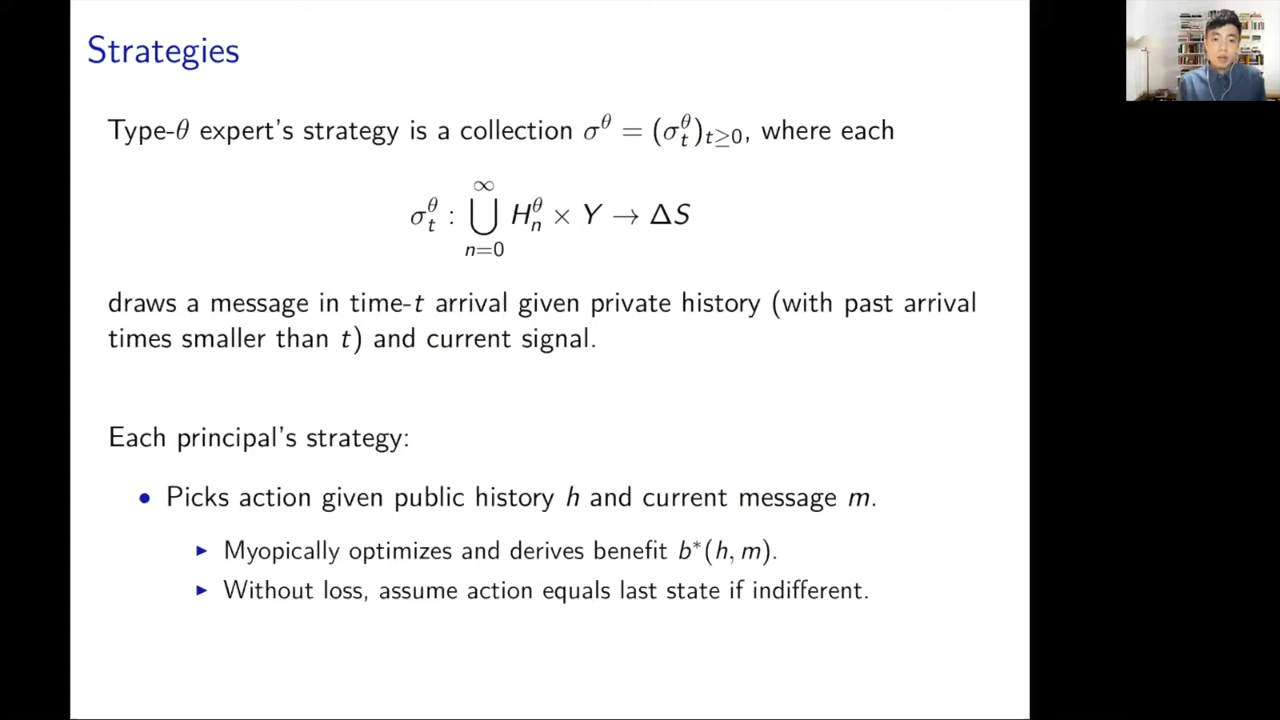 Strategies
Type-θ expert's strategy is a collection σ^θ = (σ_t^θ)_{t≥0}, where each
σ_t^θ : ⋃_{n=0}^∞ H_n^θ × Y → ΔS
draws a message in time-t arrival given private history (with past arrival
times smaller than t) and current signal.
Each principal's strategy:
• Picks action given public history h and current message m.
▶ Myopically optimizes and derives benefit b*(h, m).
▶ Without loss, assume action equals last state if indifferent.